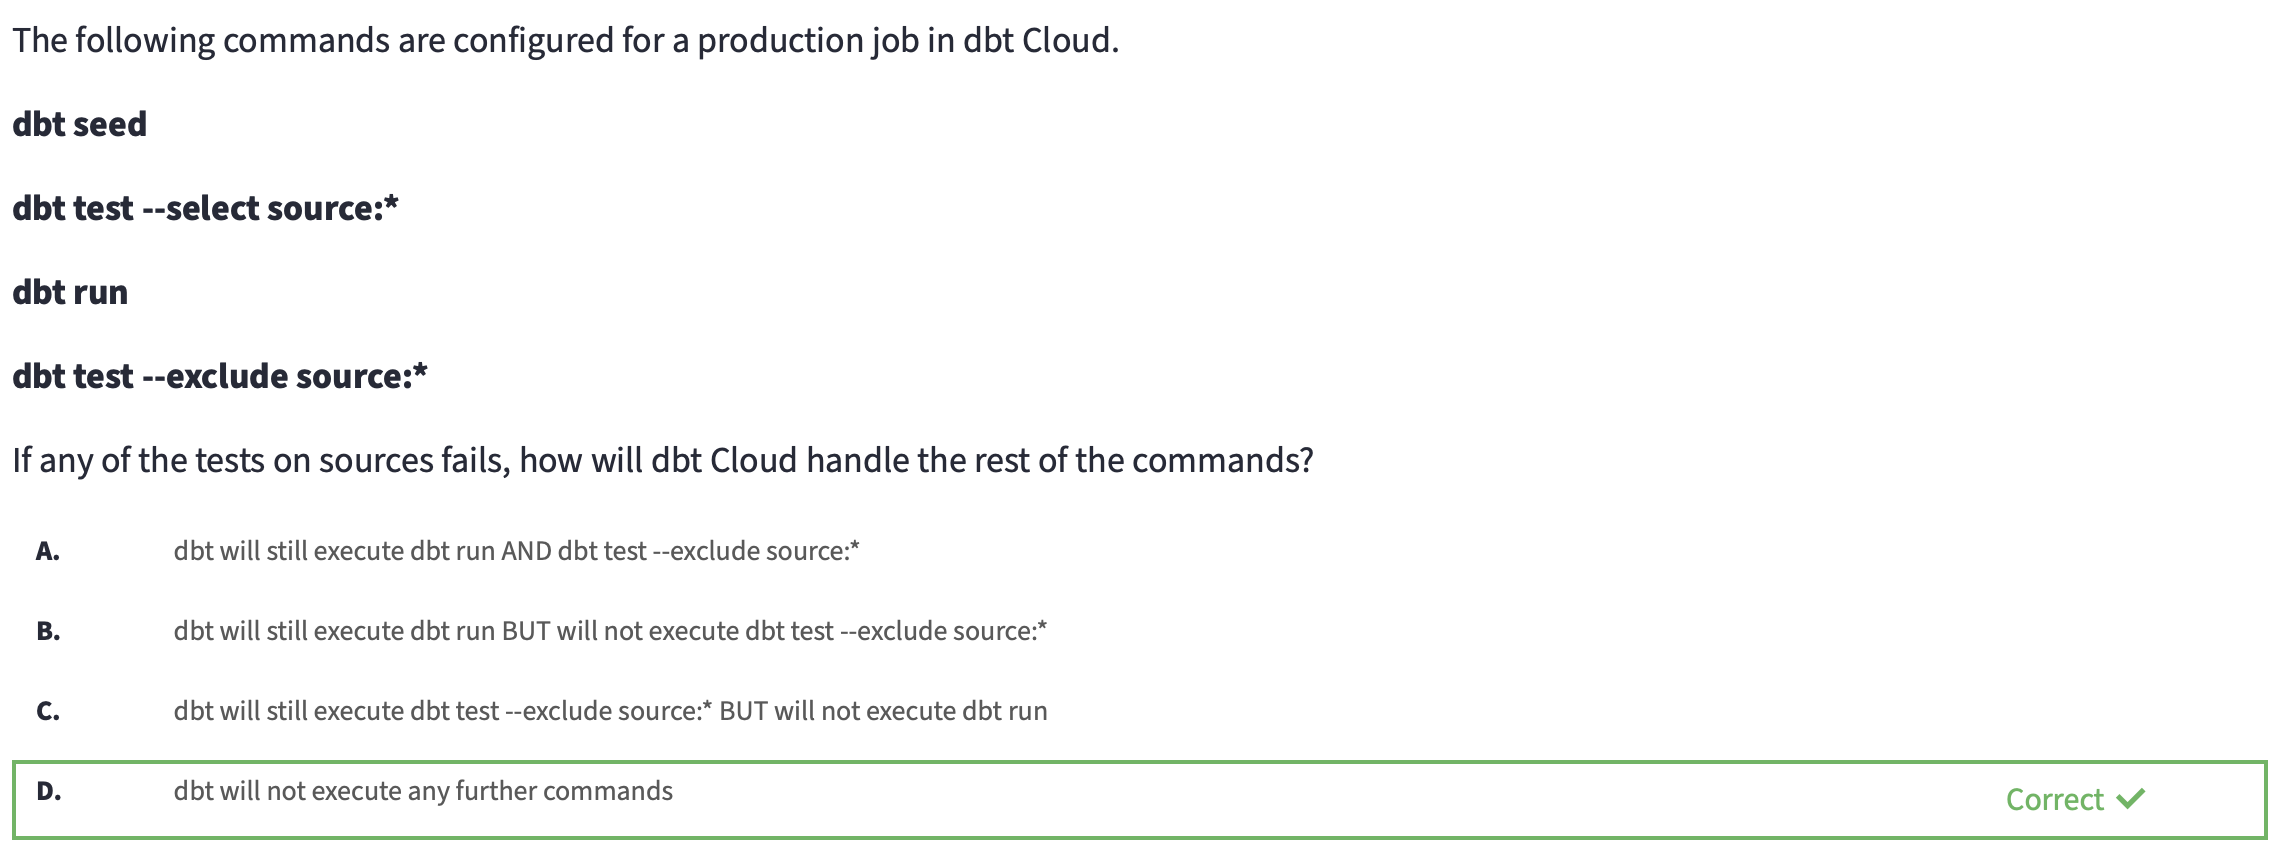 The following commands are configured for a production job in dbt Cloud.
dbt seed
dbt test --select source:*
dbt run
dbt test --exclude source:*
If any of the tests on sources fails, how will dbt Cloud handle the rest of the commands?
A. dbt will still execute dbt run AND dbt test --exclude source:*
B. dbt will still execute dbt run BUT will not execute dbt test --exclude source:*
C. dbt will still execute dbt test --exclude source:* BUT will not execute dbt run
D. dbt will not execute any further commands Correct ✓